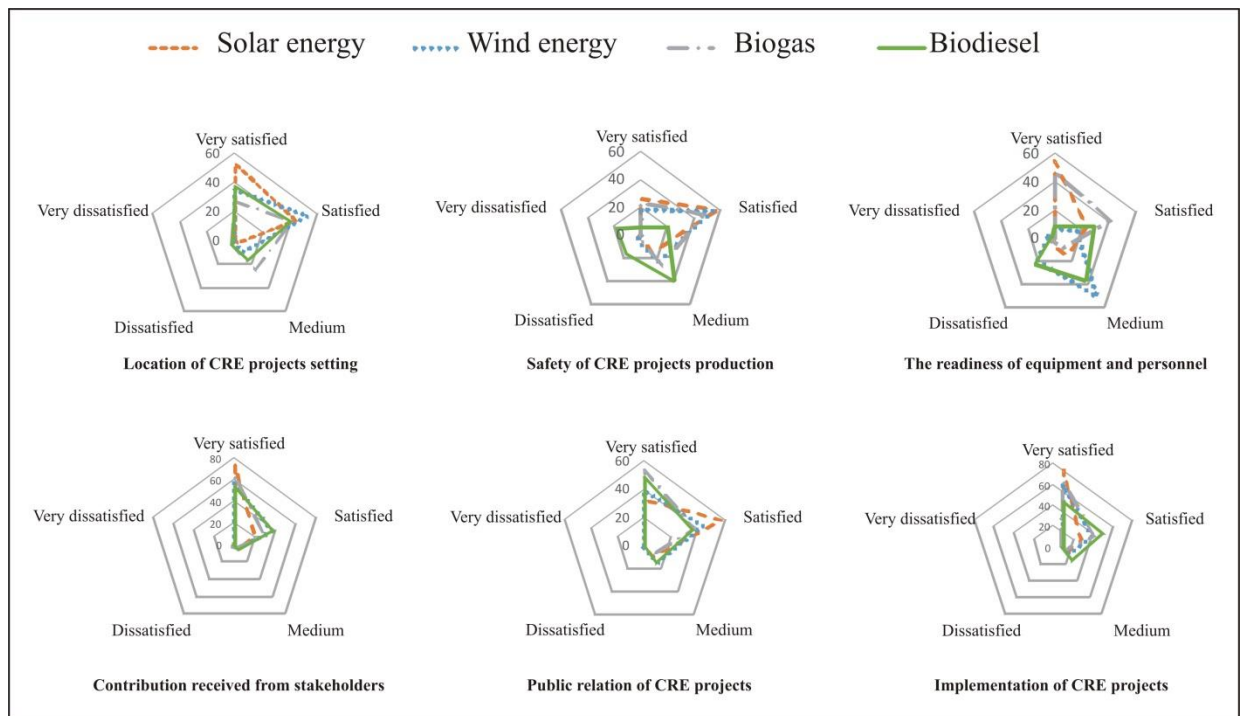 Solar energy Wind energy Biogas Biodiesel
Very satisfied
60
40
20
0
Very dissatisfied
Satisfied
Dissatisfied
Medium
Location of CRE projects setting
Very satisfied
60
40
20
0
Very dissatisfied
Satisfied
Dissatisfied
Medium
Safety of CRE projects production
Very satisfied
60
40
20
0
Very dissatisfied
Satisfied
Dissatisfied
Medium
The readiness of equipment and personnel
Very satisfied
80
60
40
20
0
Very dissatisfied
Satisfied
Dissatisfied
Medium
Contribution received from stakeholders
Very satisfied
60
40
20
0
Very dissatisfied
Satisfied
Dissatisfied
Medium
Public relation of CRE projects
Very satisfied
80
60
40
20
0
Very dissatisfied
Satisfied
Dissatisfied
Medium
Implementation of CRE projects